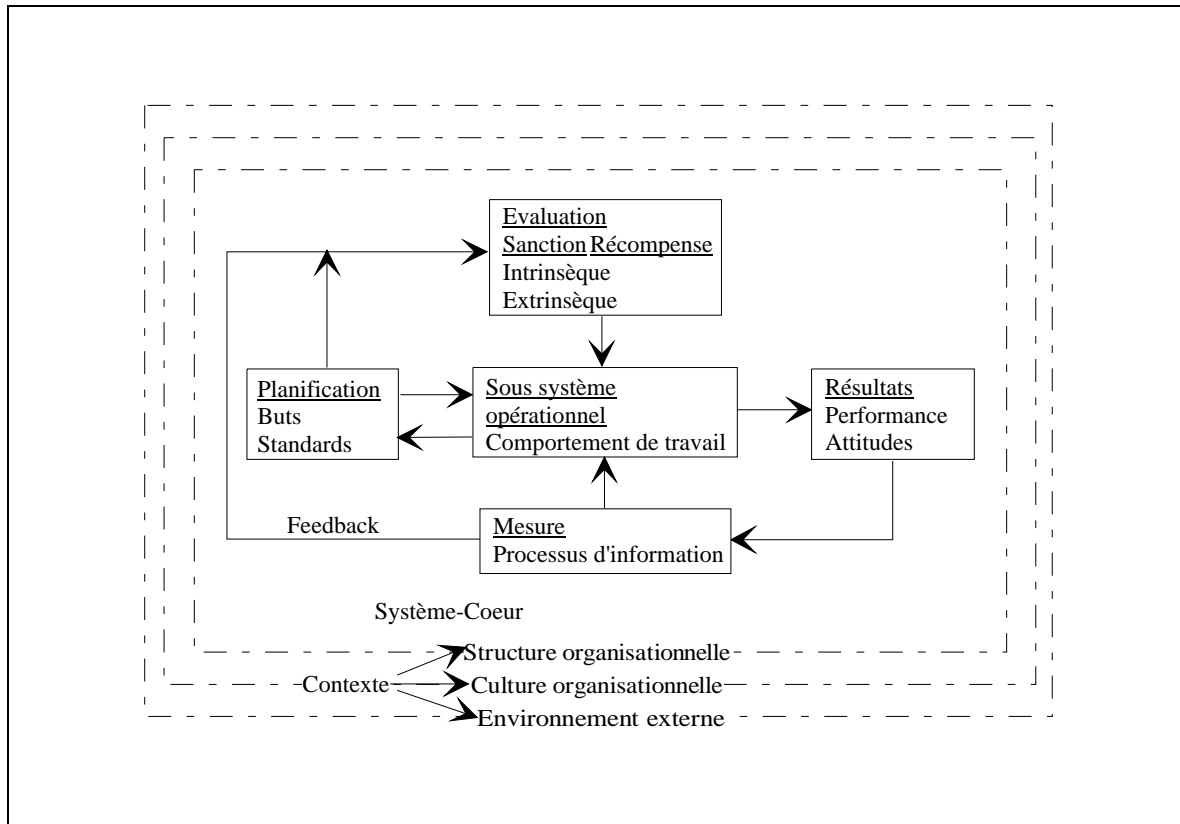 Evaluation
Sanction Récompense
Intrinsèque
Extrinsèque
Planification
Buts
Standards
Sous système
opérationnel
Comportement de travail
Résultats
Performance
Attitudes
Feedback
Mesure
Processus d'information
Système-Coeur
Contexte
Structure organisationnelle
Culture organisationnelle
Environnement externe